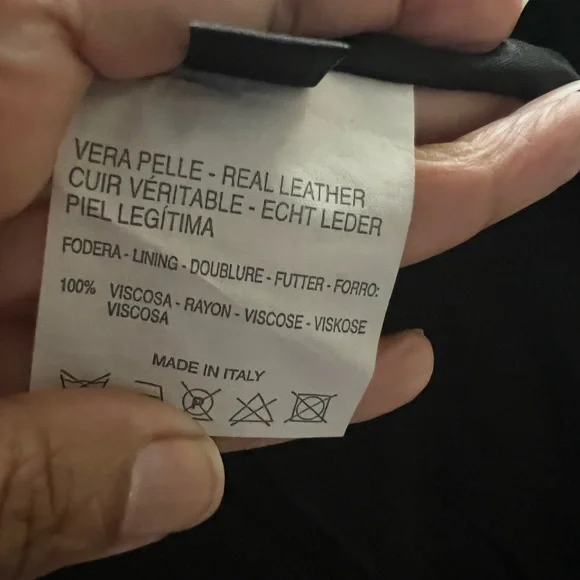 VERA PELLE - REAL LEATHER
CUIR VÉRITABLE - ECHT LEDER
PIEL LEGÍTIMA
FODERA - LINING - DOUBLURE - FUTTER - FORRO:
100% VISCOSA - RAYON - VISCOSE - VISKOSE
VISCOSA
MADE IN ITALY
P